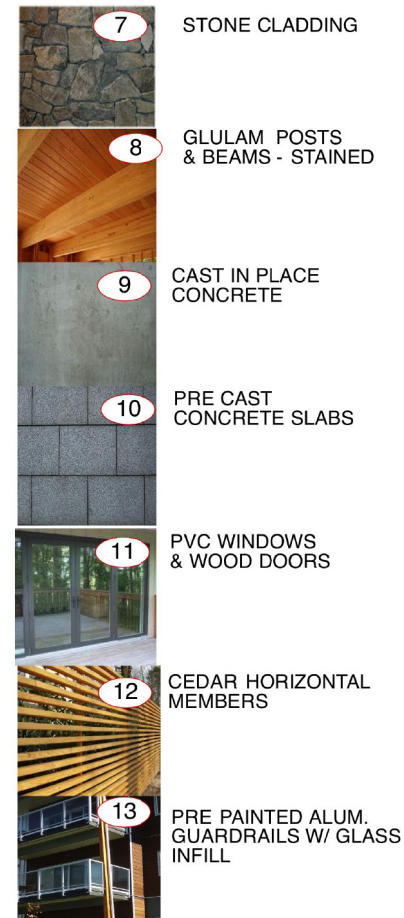 7 STONE CLADDING
8 GLULAM POSTS
& BEAMS - STAINED
9 CAST IN PLACE
CONCRETE
10 PRE CAST
CONCRETE SLABS
11 PVC WINDOWS
& WOOD DOORS
12 CEDAR HORIZONTAL
MEMBERS
13 PRE PAINTED ALUM.
GUARDRAILS W/ GLASS
INFILL